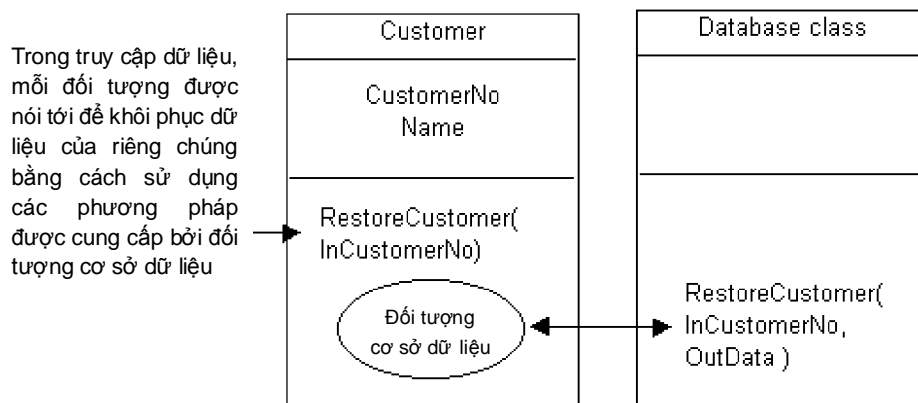 Trong truy cập dữ liệu,
mỗi đối tượng được
nói tới để khôi phục dữ
liệu của riêng chúng
bằng cách sử dụng
các phương pháp
được cung cấp bởi đối
tượng cơ sở dữ liệu
Customer
CustomerNo
Name
RestoreCustomer(
InCustomerNo)
Đối tượng
cơ sở dữ liệu
Database class
RestoreCustomer(
InCustomerNo,
OutData )